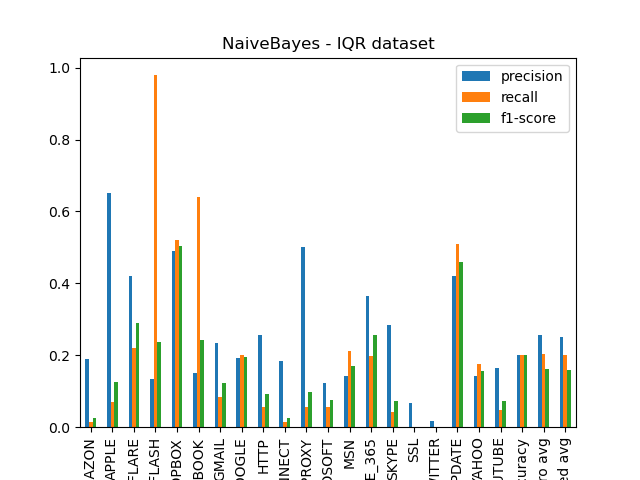 NaiveBayes - IQR dataset
precision
recall
f1-score
1.0
0.8
0.6
0.4
0.2
0.0
AZON
APPLE
FLARE
FLASH
OPBOX
BOOK
GMAIL
OOGLE
HTTP
NNECT
PROXY
OSOFT
MSN
E_365
SKYPE
SSL
ITTER
PDATE
YAHOO
UTUBE
curacy
ro avg
ed avg